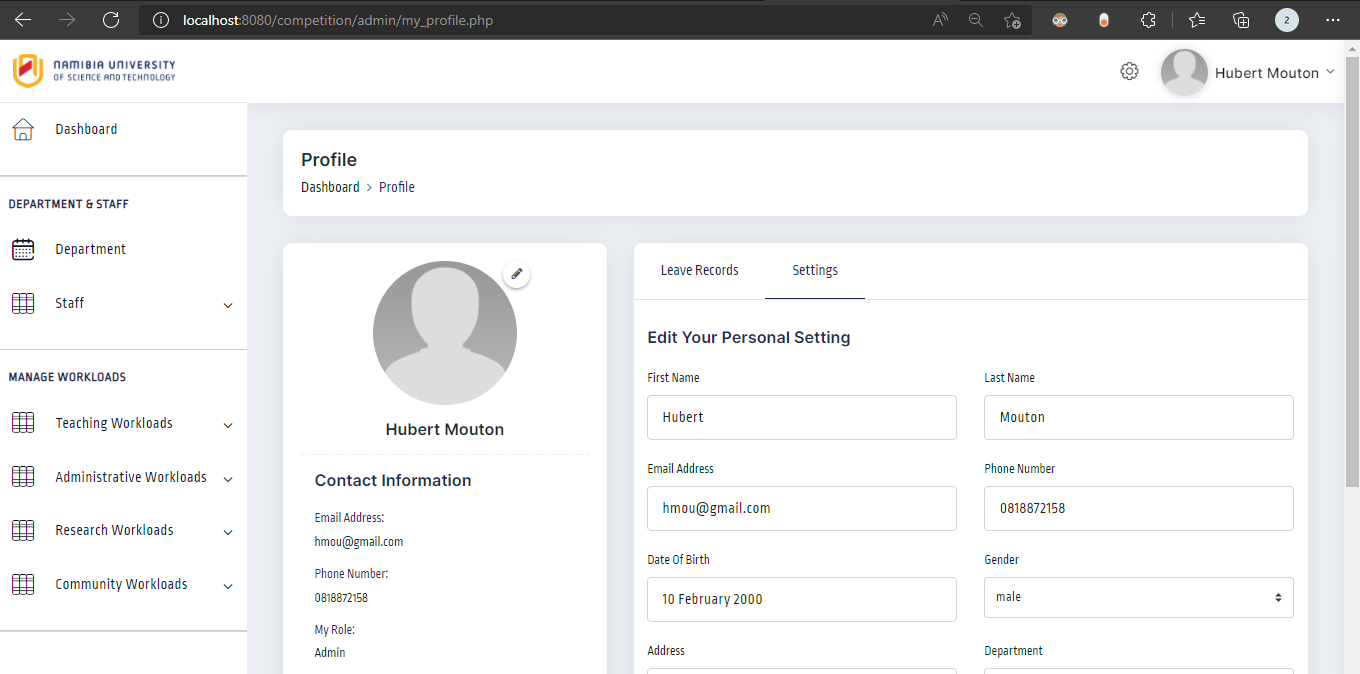 localhost:8080/competition/admin/my_profile.php
2
NAMIBIA UNIVERSITY
OF SCIENCE AND TECHNOLOGY
Hubert Mouton
Dashboard
DEPARTMENT & STAFF
Department
Staff
MANAGE WORKLOADS
Teaching Workloads
Administrative Workloads
Research Workloads
Community Workloads
Profile
Dashboard > Profile
Hubert Mouton
Contact Information
Email Address:
hmou@gmail.com
Phone Number:
0818872158
My Role:
Admin
Leave Records Settings
Edit Your Personal Setting
First Name Last Name
Hubert Mouton
Email Address Phone Number
hmou@gmail.com 0818872158
Date Of Birth Gender
10 February 2000 male
Address Department